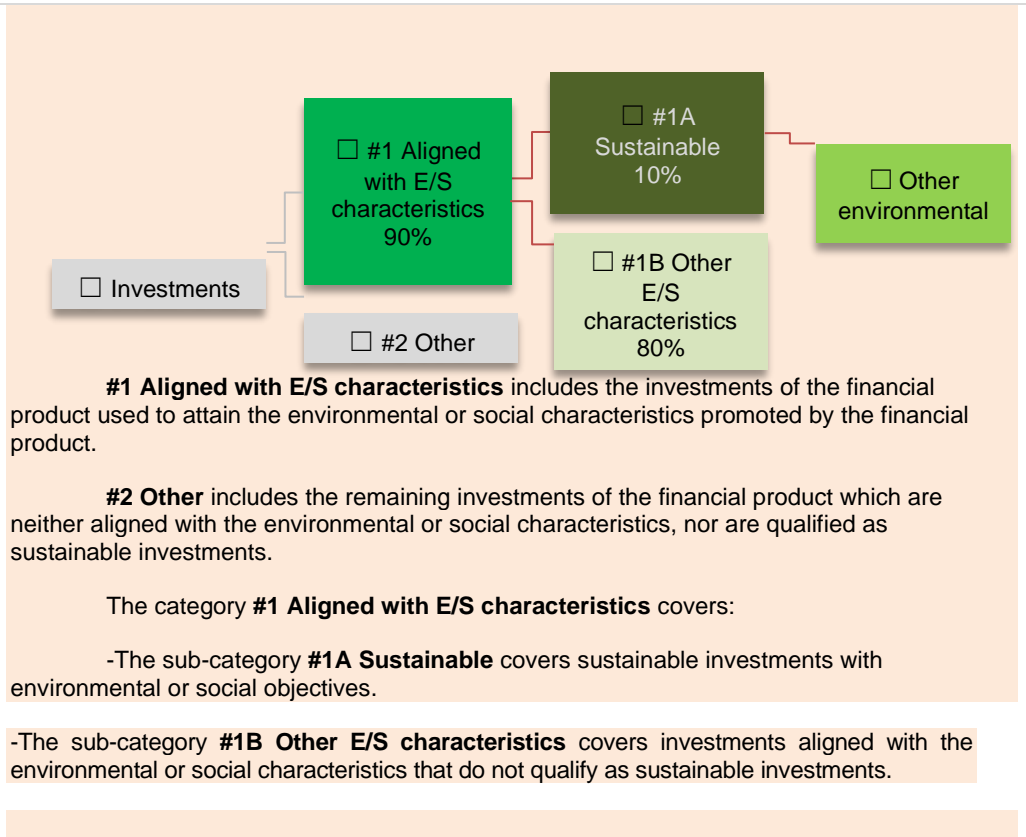 ☐ Investments
☐ #1 Aligned
with E/S
characteristics
90%
☐ #2 Other
☐ #1A
Sustainable
10%
☐ #1B Other
E/S
characteristics
80%
☐ Other
environmental
#1 Aligned with E/S characteristics includes the investments of the financial
product used to attain the environmental or social characteristics promoted by the financial
product.
#2 Other includes the remaining investments of the financial product which are
neither aligned with the environmental or social characteristics, nor are qualified as
sustainable investments.
The category #1 Aligned with E/S characteristics covers:
-The sub-category #1A Sustainable covers sustainable investments with
environmental or social objectives.
-The sub-category #1B Other E/S characteristics covers investments aligned with the
environmental or social characteristics that do not qualify as sustainable investments.